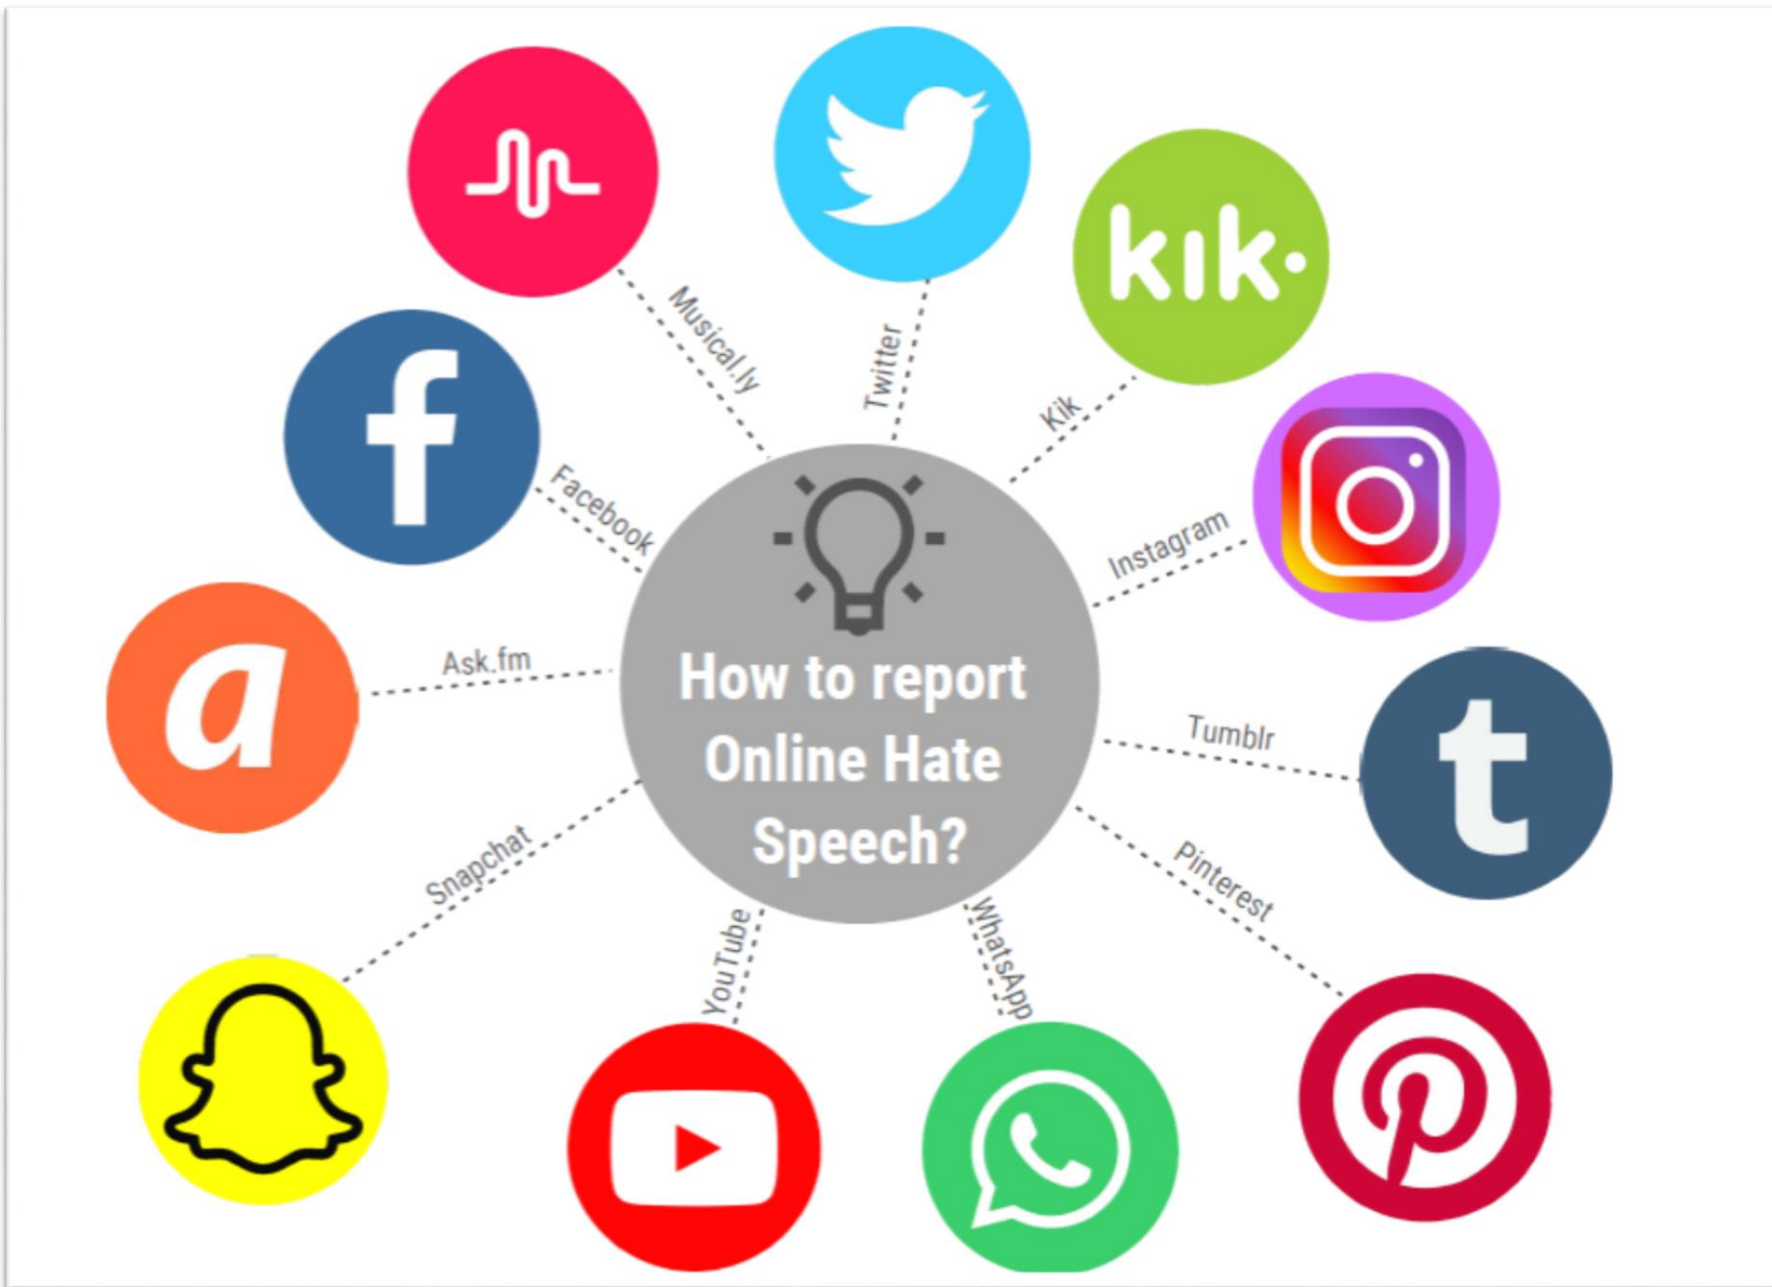 Musical.ly
Twitter
kik.
Kik
Facebook
Instagram
How to report
Online Hate
Speech?
Ask.fm
a
Tumblr
t
Snapchat
Pinterest
YouTube
WhatsApp
f